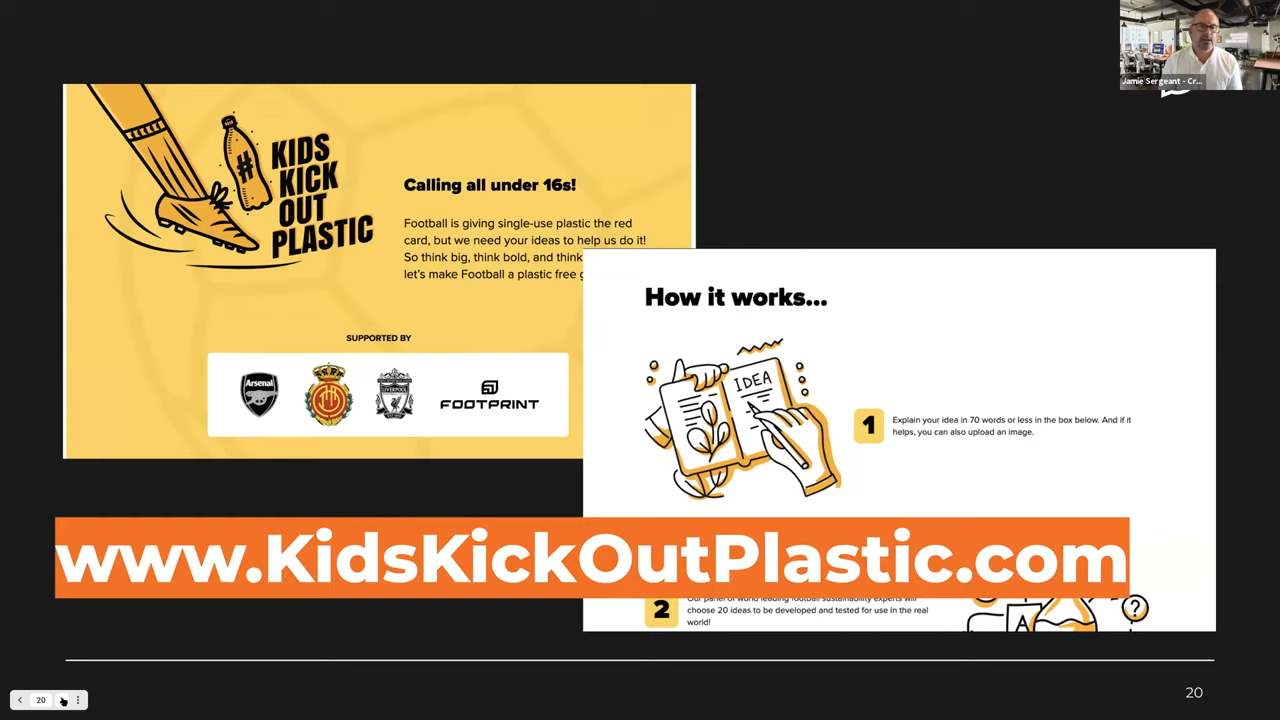 Jamie Sergeant - Cr...
#
KIDS
KICK
OUT
PLASTIC
Calling all under 16s!
Football is giving single-use plastic the red
card, but we need your ideas to help us do it!
So think big, think bold, and think
let's make Football a plastic free
SUPPORTED BY
Arsenal
LIVERPOOL
FOOTPRINT
How it works...
IDEA
1
Explain your idea in 70 words or less in the box below. And if it
helps, you can also upload an image.
www.KidsKickOutPlastic.com
2
Our panel of world leading football sustainability experts will
choose 20 ideas to be developed and tested for use in the real
world!
A
?
20
20